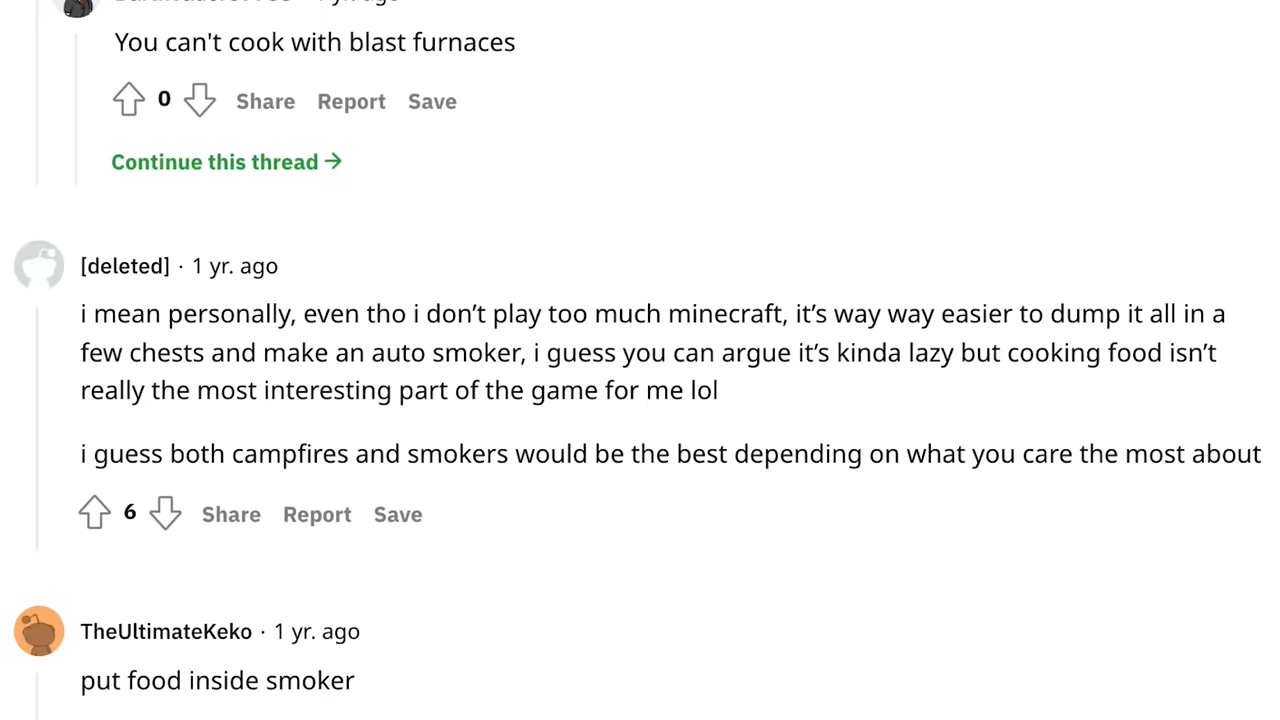 You can't cook with blast furnaces
0 Share Report Save
Continue this thread →
[deleted] · 1 yr. ago
i mean personally, even tho i don’t play too much minecraft, it’s way way easier to dump it all in a
few chests and make an auto smoker, i guess you can argue it’s kinda lazy but cooking food isn’t
really the most interesting part of the game for me lol
i guess both campfires and smokers would be the best depending on what you care the most about
6 Share Report Save
TheUltimateKeko · 1 yr. ago
put food inside smoker